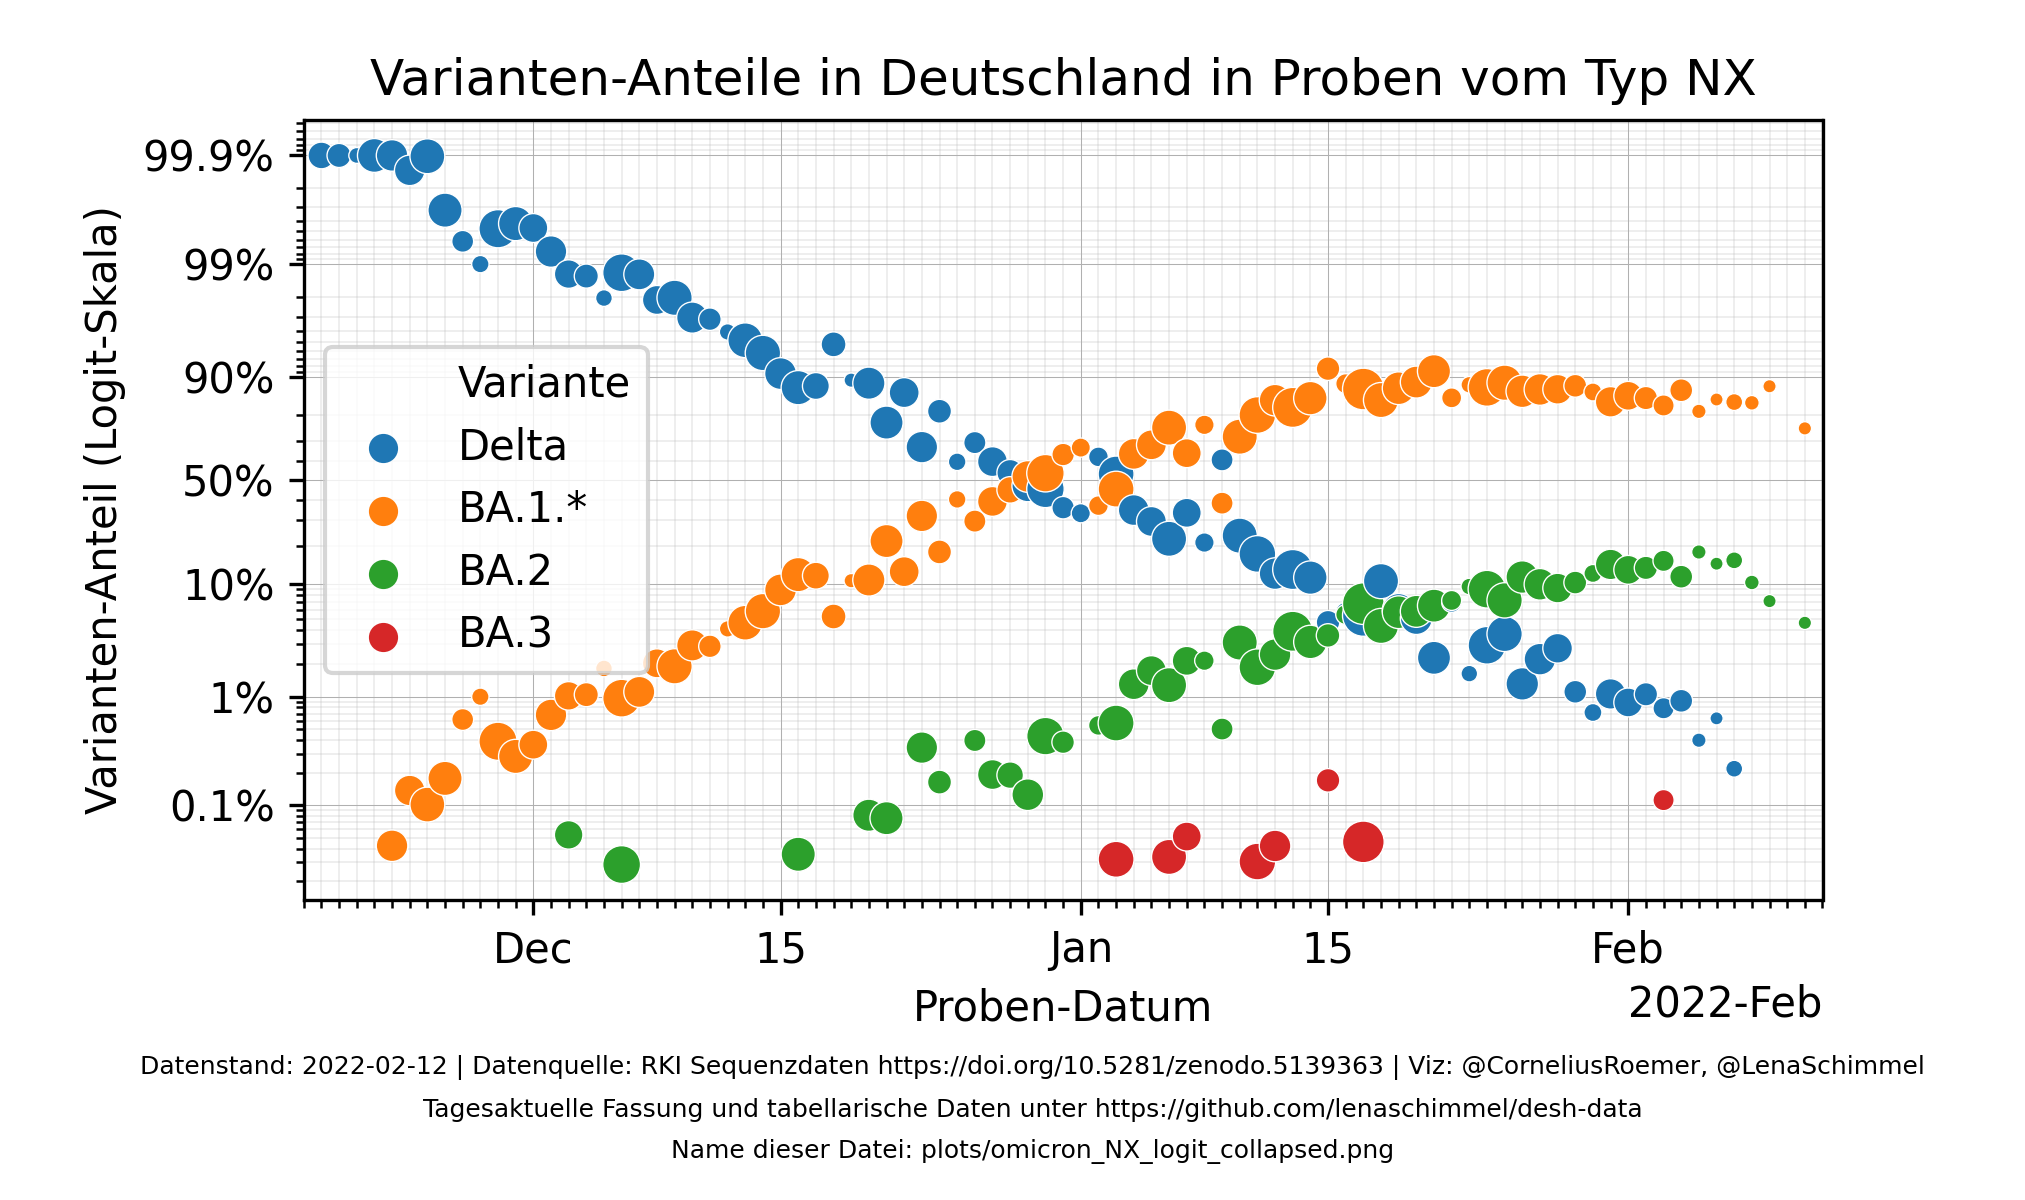 Varianten-Anteile in Deutschland in Proben vom Typ NX
Varianten-Anteil (Logit-Skala)
99.9%
99%
90%
50%
10%
1%
0.1%
Variante
Delta
BA.1.*
BA.2
BA.3
Dec
15
Jan
15
Feb
Proben-Datum
2022-Feb
Datenstand: 2022-02-12 | Datenquelle: RKI Sequenzdaten https://doi.org/10.5281/zenodo.5139363 | Viz: @CorneliusRoemer, @LenaSchimmel
Tagesaktuelle Fassung und tabellarische Daten unter https://github.com/lenaschimmel/desh-data
Name dieser Datei: plots/omicron_NX_logit_collapsed.png